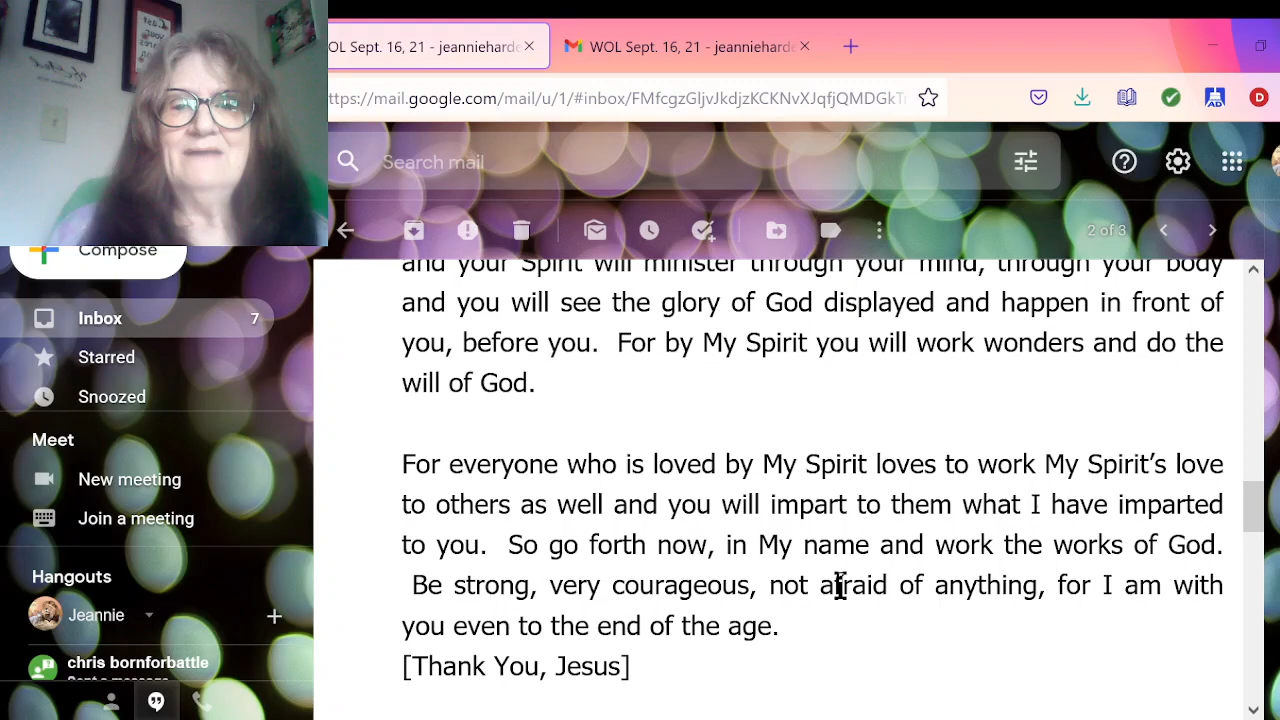 OL Sept. 16, 21 - jeannieharde
WOL Sept. 16, 21 - jeannieharde
ttps://mail.google.com/mail/u/1/#inbox/FMfcgzGljvJkdjzKCKNvXJqfjQMDGkT
D
AD
Search mail
Compose
2 of 3
Inbox 7
Starred
Snoozed
Meet
New meeting
Join a meeting
Hangouts
Jeannie
chris bornforbattle
and your Spirit will minister through your mind, through your body
and you will see the glory of God displayed and happen in front of
you, before you. For by My Spirit you will work wonders and do the
will of God.
For everyone who is loved by My Spirit loves to work My Spirit’s love
to others as well and you will impart to them what I have imparted
to you. So go forth now, in My name and work the works of God.
Be strong, very courageous, not afraid of anything, for I am with
you even to the end of the age.
[Thank You, Jesus]